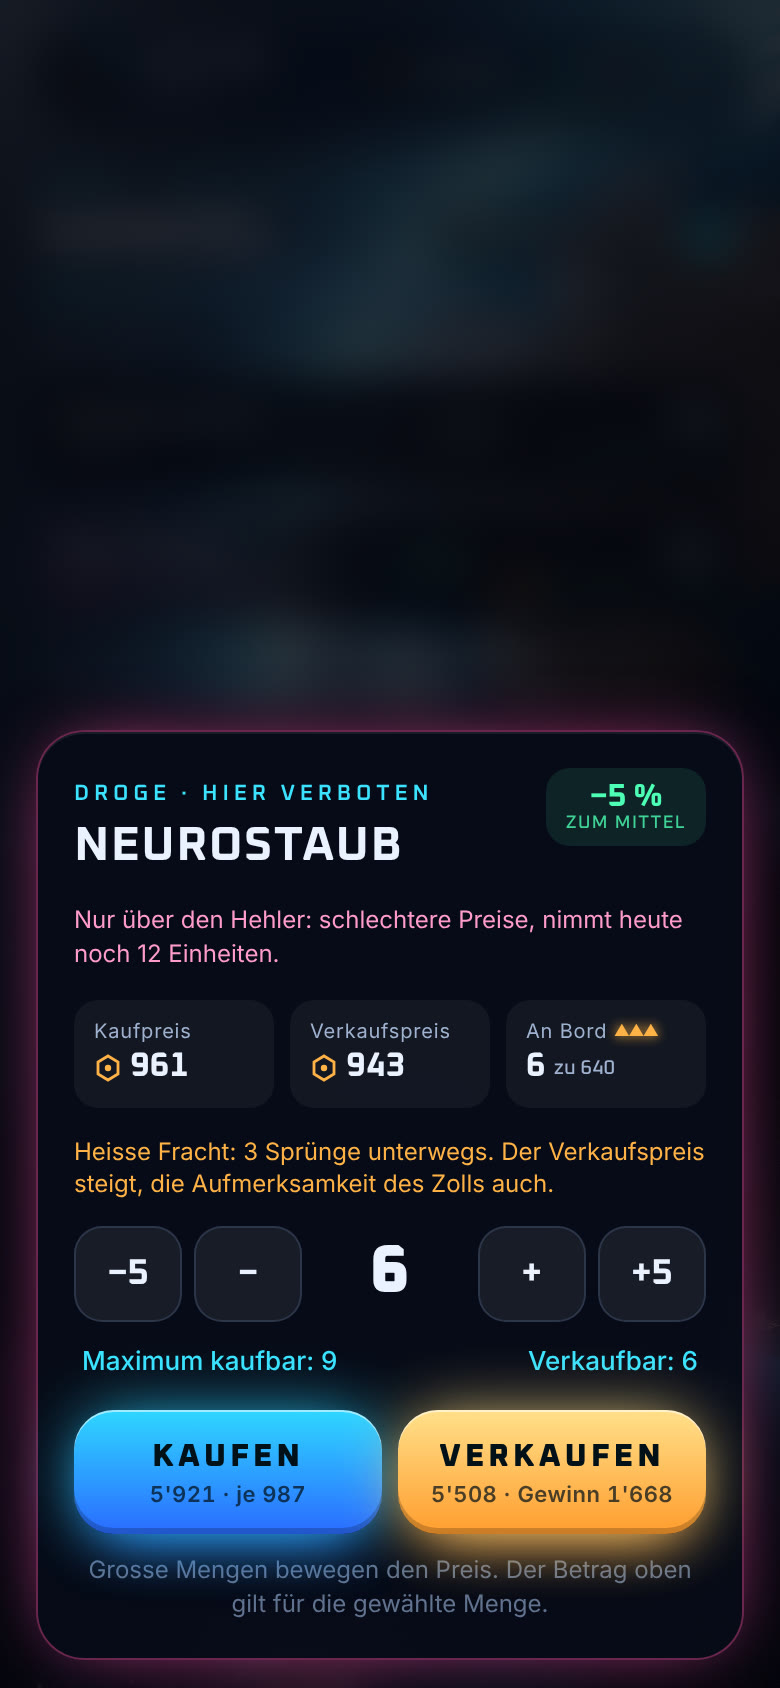 DROGE · HIER VERBOTEN
NEUROSTAUB
−5 %
ZUM MITTEL
Nur über den Hehler: schlechtere Preise, nimmt heute
noch 12 Einheiten.
Kaufpreis
961
Verkaufspreis
943
An Bord
6 zu 640
Heisse Fracht: 3 Sprünge unterwegs. Der Verkaufspreis
steigt, die Aufmerksamkeit des Zolls auch.
−5
−
6
+
+5
Maximum kaufbar: 9
Verkaufbar: 6
KAUFEN
5'921 · je 987
VERKAUFEN
5'508 · Gewinn 1'668
Grosse Mengen bewegen den Preis. Der Betrag oben
gilt für die gewählte Menge.